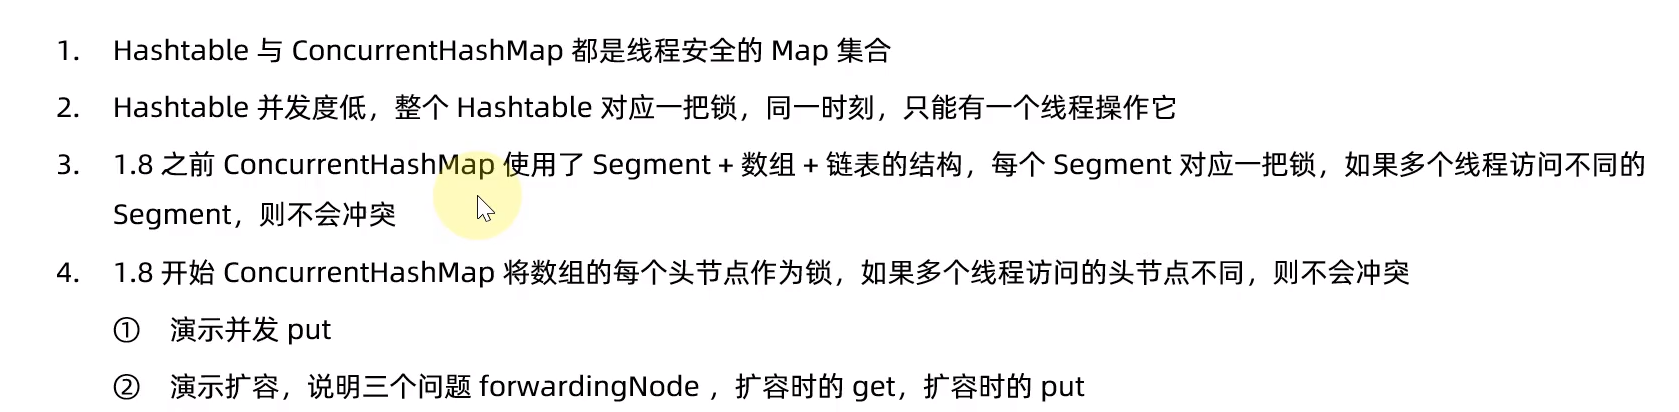 1. Hashtable 与 ConcurrentHashMap 都是线程安全的 Map 集合
2. Hashtable 并发度低，整个 Hashtable 对应一把锁，同一时刻，只能有一个线程操作它
3. 1.8 之前 ConcurrentHashMap 使用了 Segment + 数组 + 链表的结构，每个 Segment 对应一把锁，如果多个线程访问不同的
Segment，则不会冲突
4. 1.8 开始 ConcurrentHashMap 将数组的每个头节点作为锁，如果多个线程访问的头节点不同，则不会冲突
① 演示并发 put
② 演示扩容，说明三个问题 forwardingNode ，扩容时的 get，扩容时的 put